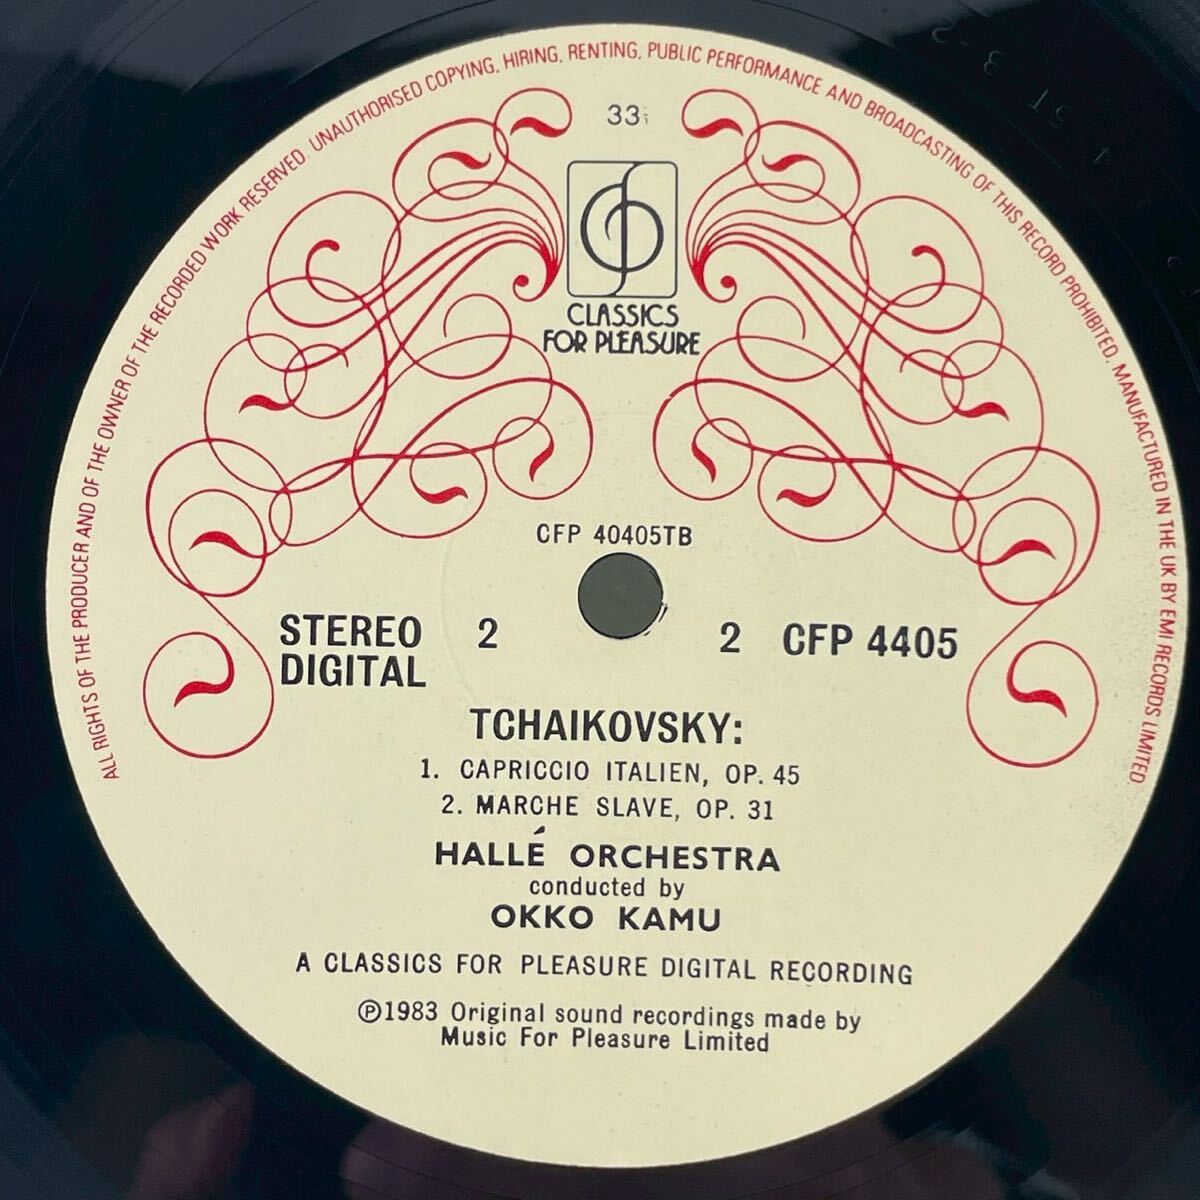 ALL RIGHTS OF THE PRODUCER AND OF THE OWNER OF THE RECORDED WORK RESERVED. UNAUTHORISED COPYING, HIRING, RENTING, PUBLIC PERFORMANCE AND BROADCASTING OF THIS RECORD PROHIBITED. MANUFACTURED IN THE UK BY EMI RECORDS LIMITED
33⅓
CLASSICS
FOR PLEASURE
CFP 40405TB
STEREO 2 2 CFP 4405
DIGITAL
TCHAIKOVSKY:
1. CAPRICCIO ITALIEN, OP. 45
2. MARCHE SLAVE, OP. 31
HALLÉ ORCHESTRA
conducted by
OKKO KAMU
A CLASSICS FOR PLEASURE DIGITAL RECORDING
℗1983 Original sound recordings made by
Music For Pleasure Limited